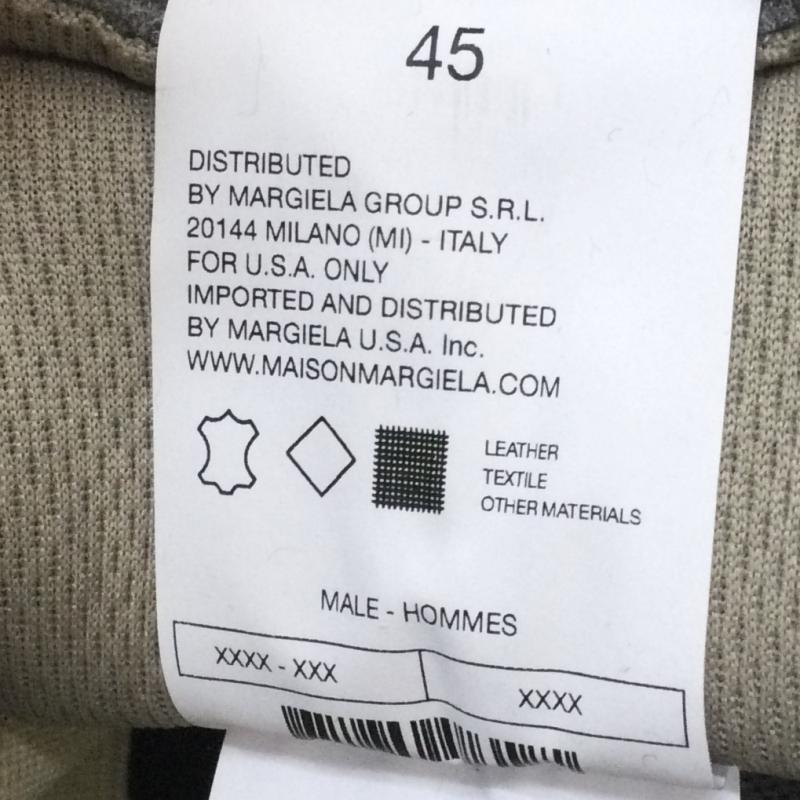 45
DISTRIBUTED
BY MARGIELA GROUP S.R.L.
20144 MILANO (MI) - ITALY
FOR U.S.A. ONLY
IMPORTED AND DISTRIBUTED
BY MARGIELA U.S.A. Inc.
WWW.MAISONMARGIELA.COM
LEATHER
TEXTILE
OTHER MATERIALS
MALE - HOMMES
XXXX - XXX
XXXX